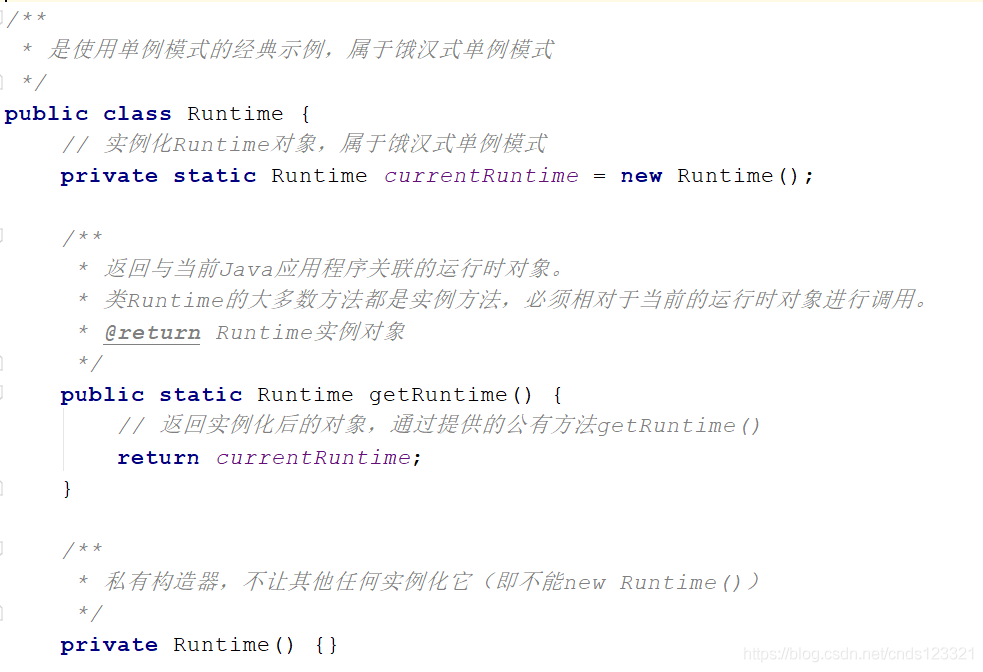 /**
 * 是使用单例模式的经典示例，属于饿汉式单例模式
 */
public class Runtime {
    // 实例化Runtime对象，属于饿汉式单例模式
    private static Runtime currentRuntime = new Runtime();
    /**
     * 返回与当前Java应用程序关联的运行时对象。
     * 类Runtime的大多数方法都是实例方法，必须相对于当前的运行时对象进行调用。
     * @return Runtime实例对象
     */
    public static Runtime getRuntime() {
        // 返回实例化后的对象，通过提供的公有方法getRuntime()
        return currentRuntime;
    }
    /**
     * 私有构造器，不让其他任何实例化它（即不能new Runtime()）
     */
    private Runtime() {}
https://blog.csdn.net/cnds123321